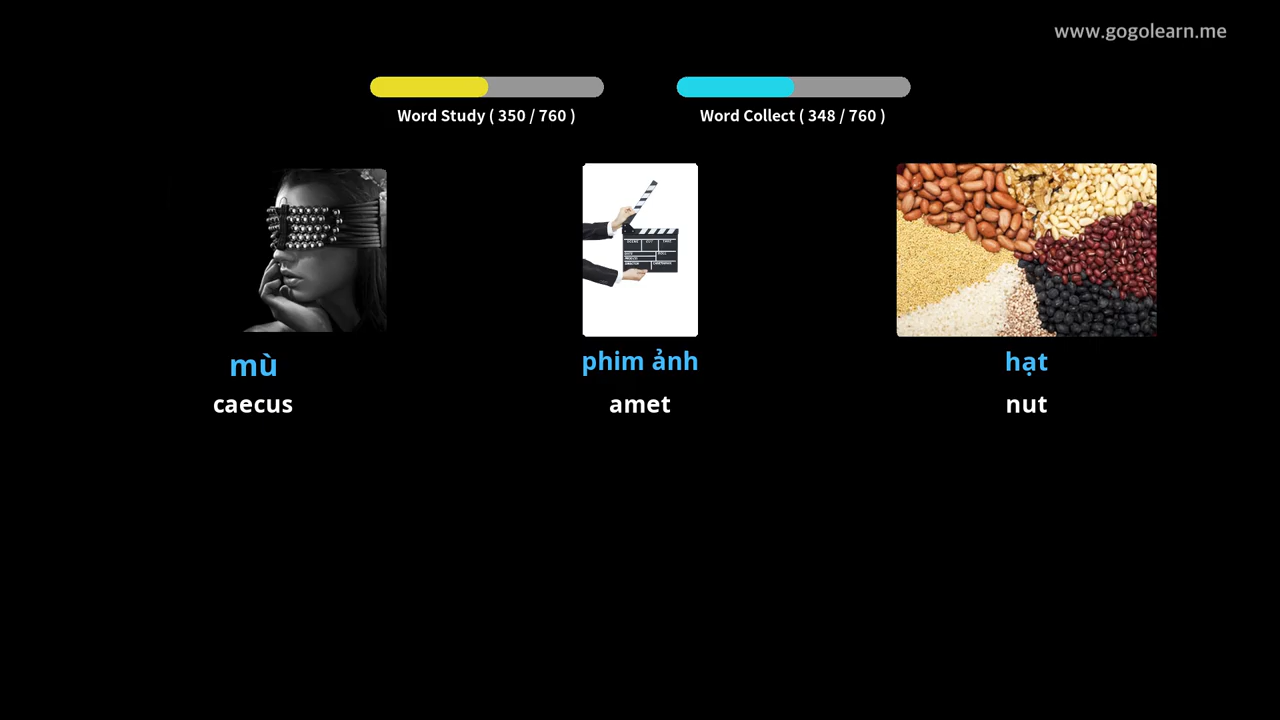 www.gogolearn.me
Word Study ( 350 / 760 )
Word Collect ( 348 / 760 )
mù
phim ảnh
hạt
caecus
amet
nut